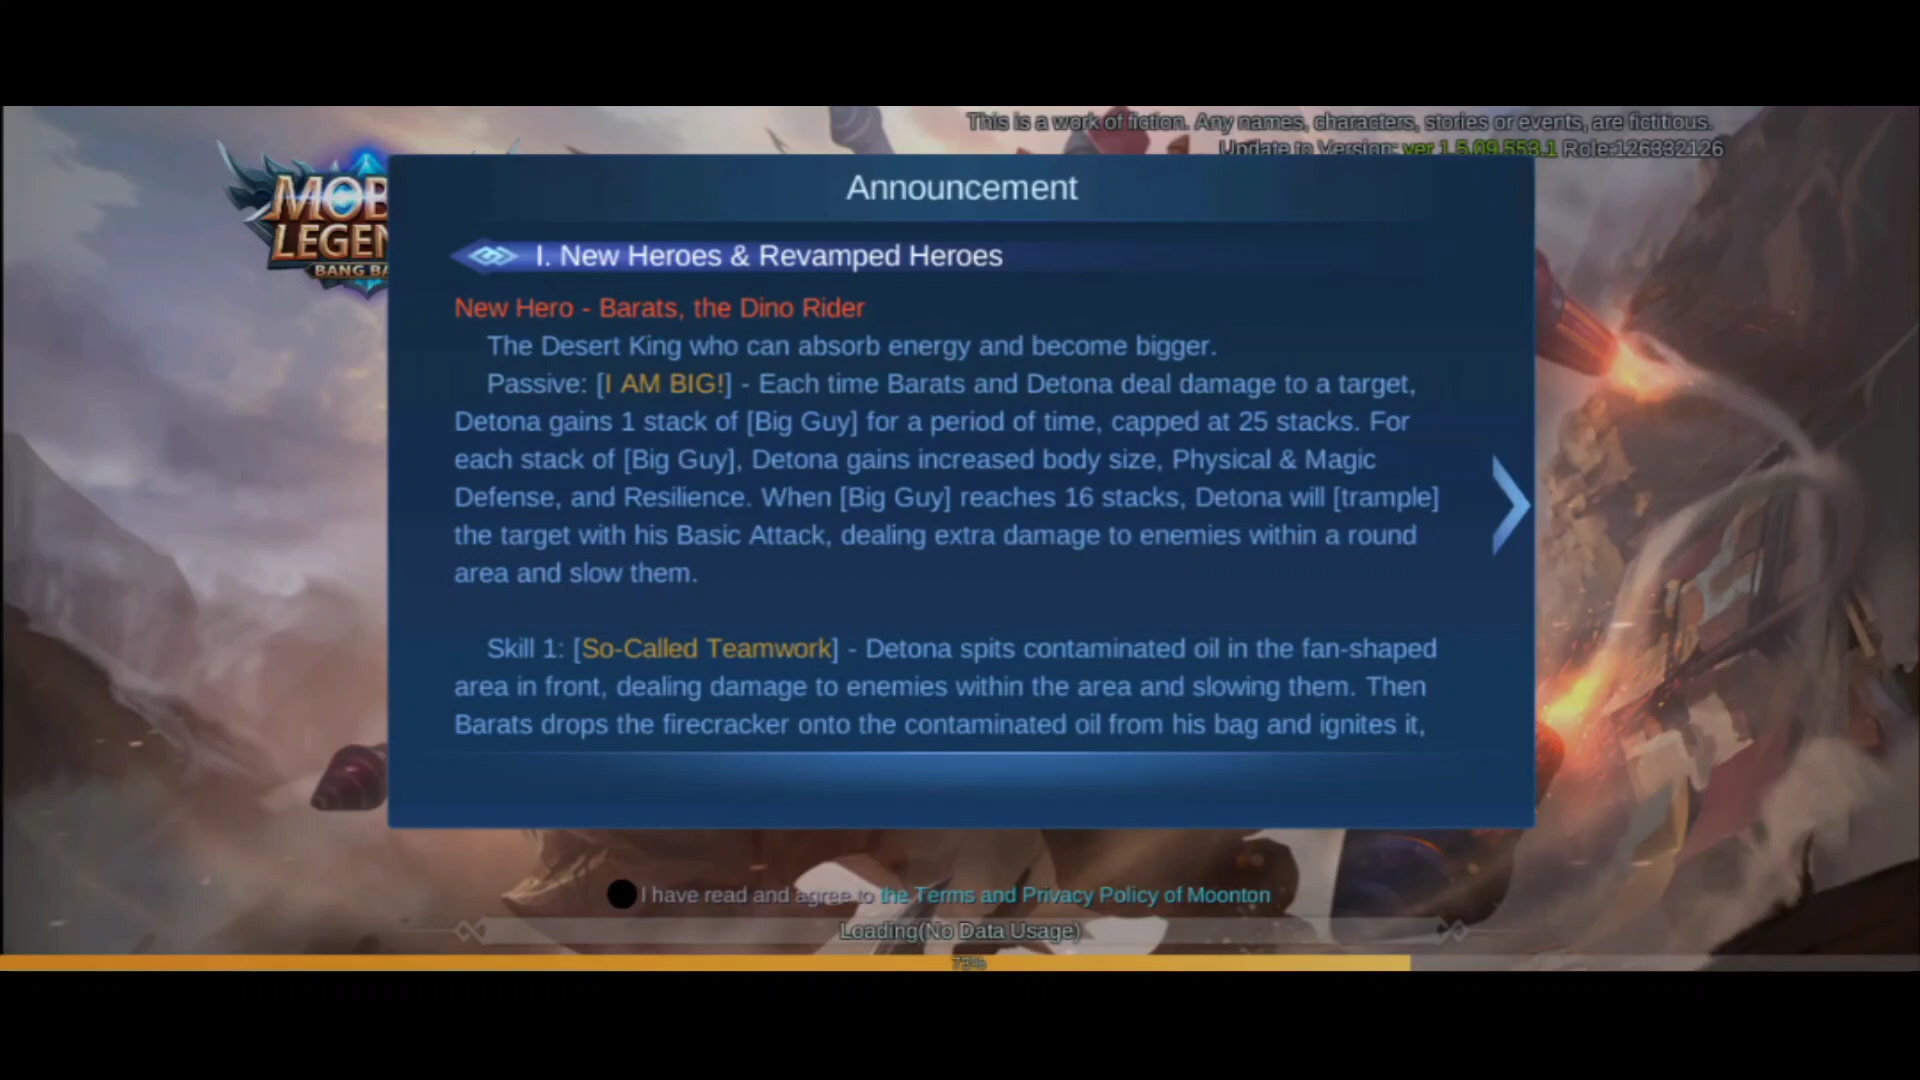 This is a work of fiction. Any names, characters, stories or events, are fictitious.
Update to Version: ver 1.5.09.553.1 Role:126332126
MOB
LEGEN
BANG BA
Announcement
I. New Heroes & Revamped Heroes
New Hero - Barats, the Dino Rider
The Desert King who can absorb energy and become bigger.
Passive: [I AM BIG!] - Each time Barats and Detona deal damage to a target,
Detona gains 1 stack of [Big Guy] for a period of time, capped at 25 stacks. For
each stack of [Big Guy], Detona gains increased body size, Physical & Magic
Defense, and Resilience. When [Big Guy] reaches 16 stacks, Detona will [trample]
the target with his Basic Attack, dealing extra damage to enemies within a round
area and slow them.
Skill 1: [So-Called Teamwork] - Detona spits contaminated oil in the fan-shaped
area in front, dealing damage to enemies within the area and slowing them. Then
Barats drops the firecracker onto the contaminated oil from his bag and ignites it,
I have read and agree to the Terms and Privacy Policy of Moonton
Loading(No Data Usage)
73%